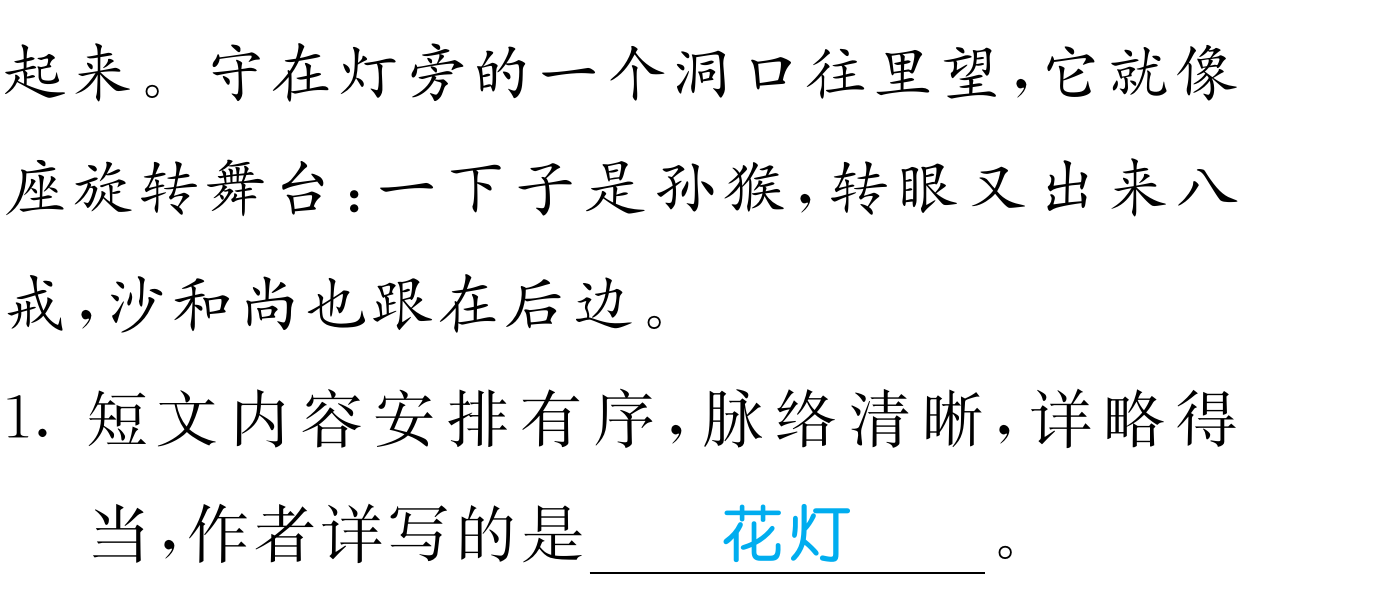 起来。守在灯旁的一个洞口往里望,它就像
座旋转舞台:一下子是孙猴,转眼又出来八
戒,沙和尚也跟在后边。
1. 短文内容安排有序,脉络清晰,详略得
当,作者详写的是 花灯 。